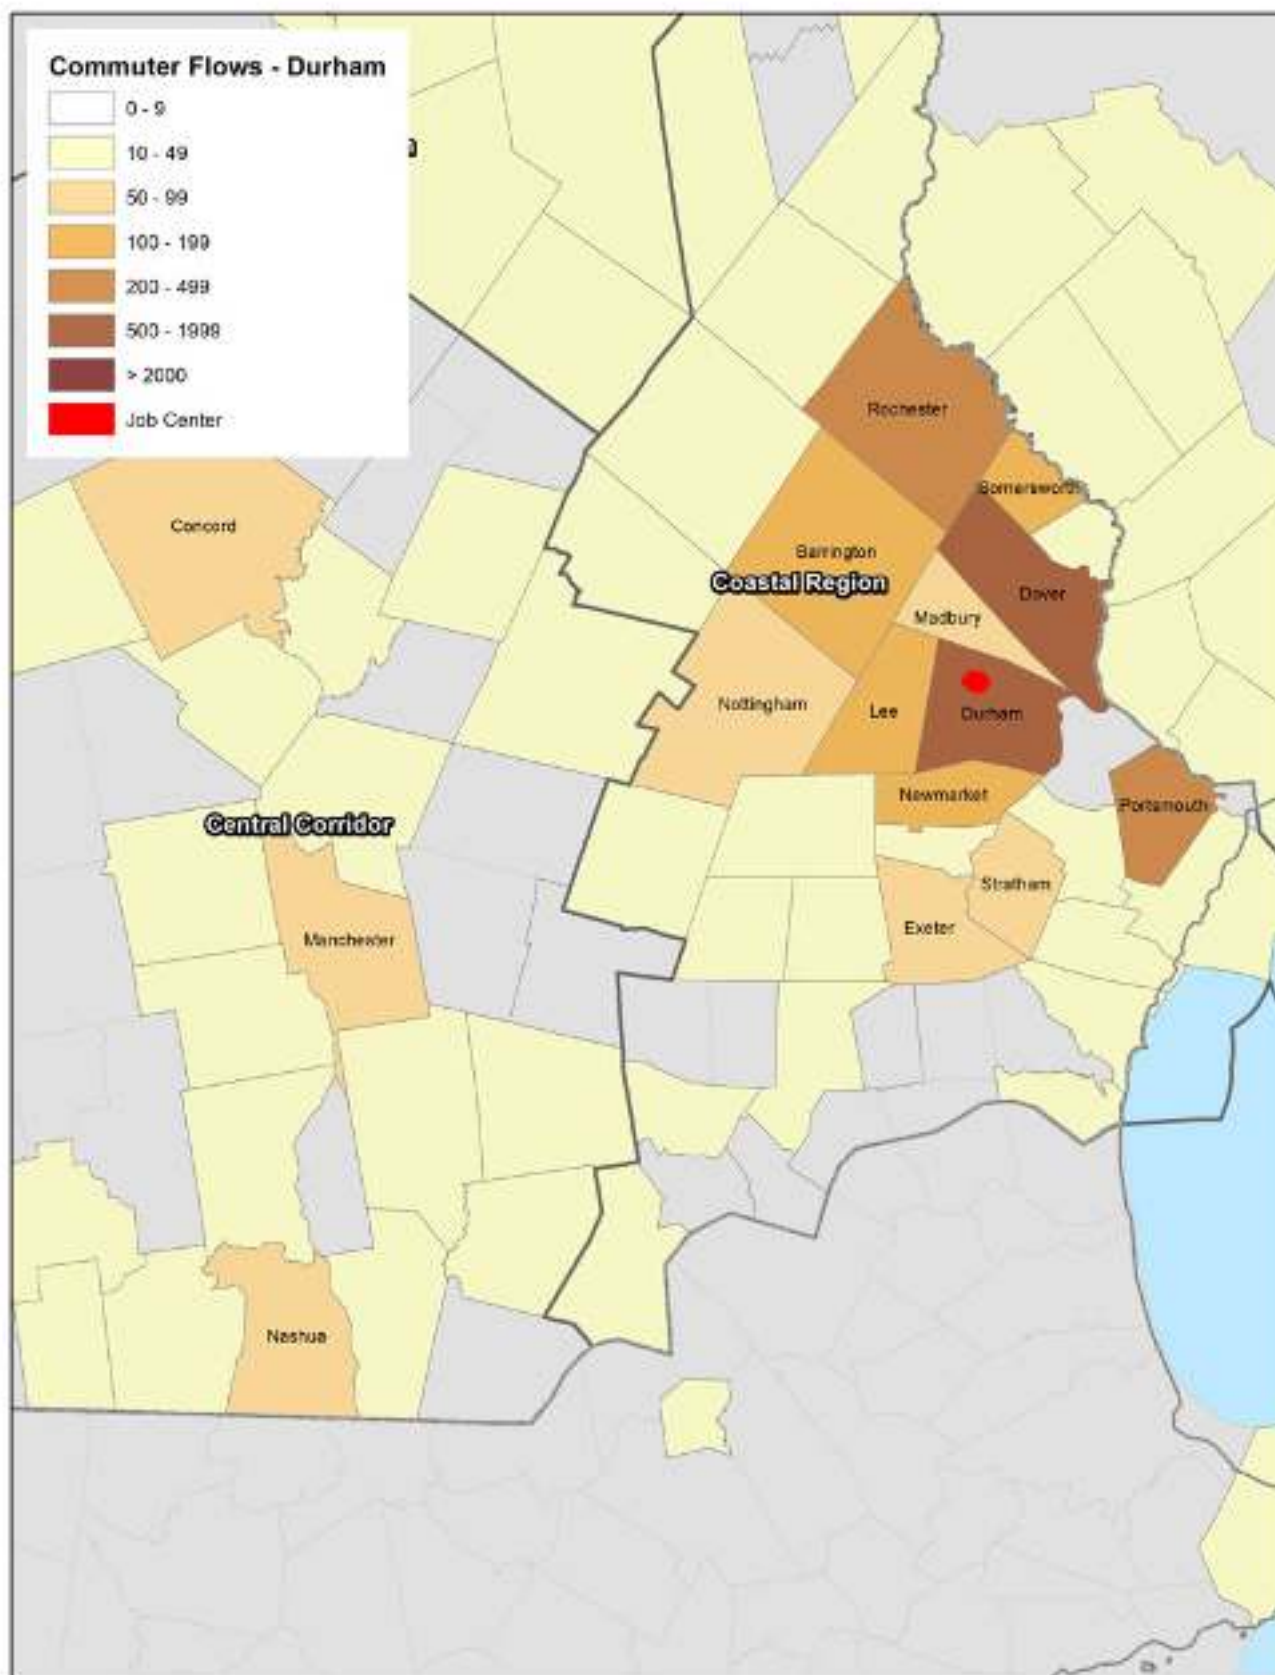 Commuter Flows - Durham
0 - 9
10 - 49
50 - 99
100 - 199
200 - 499
500 - 1999
> 2000
Job Center
Rochester
Somersworth
Concord
Barrington
Coastal Region
Dover
Madbury
Nottingham
Lee
Durham
Newmarket
Portsmouth
Central Corridor
Stratham
Exeter
Manchester
Nashua